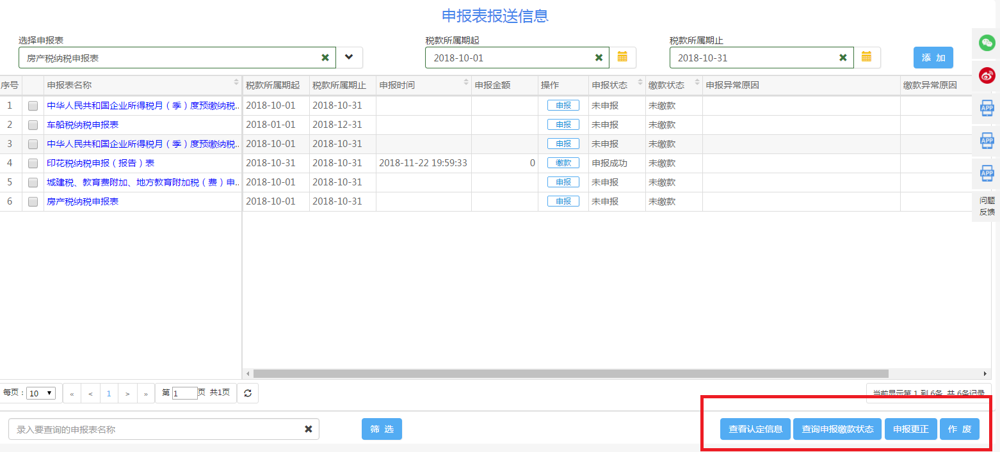 申报表报送信息
选择申报表 税款所属期起 税款所属期止
房产税纳税申报表 2018-10-01 2018-10-31 添 加
序号 申报表名称 税款所属期起 税款所属期止 申报时间 申报金额 操作 申报状态 缴款状态 申报异常原因 缴款异常原因
1 中华人民共和国企业所得税月（季）度预缴纳税.. 2018-10-01 2018-10-31 申报 未申报 未缴款
2 车船税纳税申报表 2018-01-01 2018-12-31 申报 未申报 未缴款
3 中华人民共和国企业所得税月（季）度预缴纳税.. 2018-10-01 2018-10-31 申报 未申报 未缴款
4 印花税纳税申报（报告）表 2018-10-31 2018-10-31 2018-11-22 19:59:33 0 缴款 申报成功 未缴款
5 城建税、教育费附加、地方教育附加税（费）申.. 2018-10-01 2018-10-31 申报 未申报 未缴款
6 房产税纳税申报表 2018-10-01 2018-10-31 申报 未申报 未缴款
APP
APP
APP
问题
反馈
每页：10 « < 1 > » 第 1 页 共1页 当前显示第 1 到 6条 共 6条记录
录入要查询的申报表名称 筛 选 查看认定信息 查询申报缴款状态 申报更正 作 废